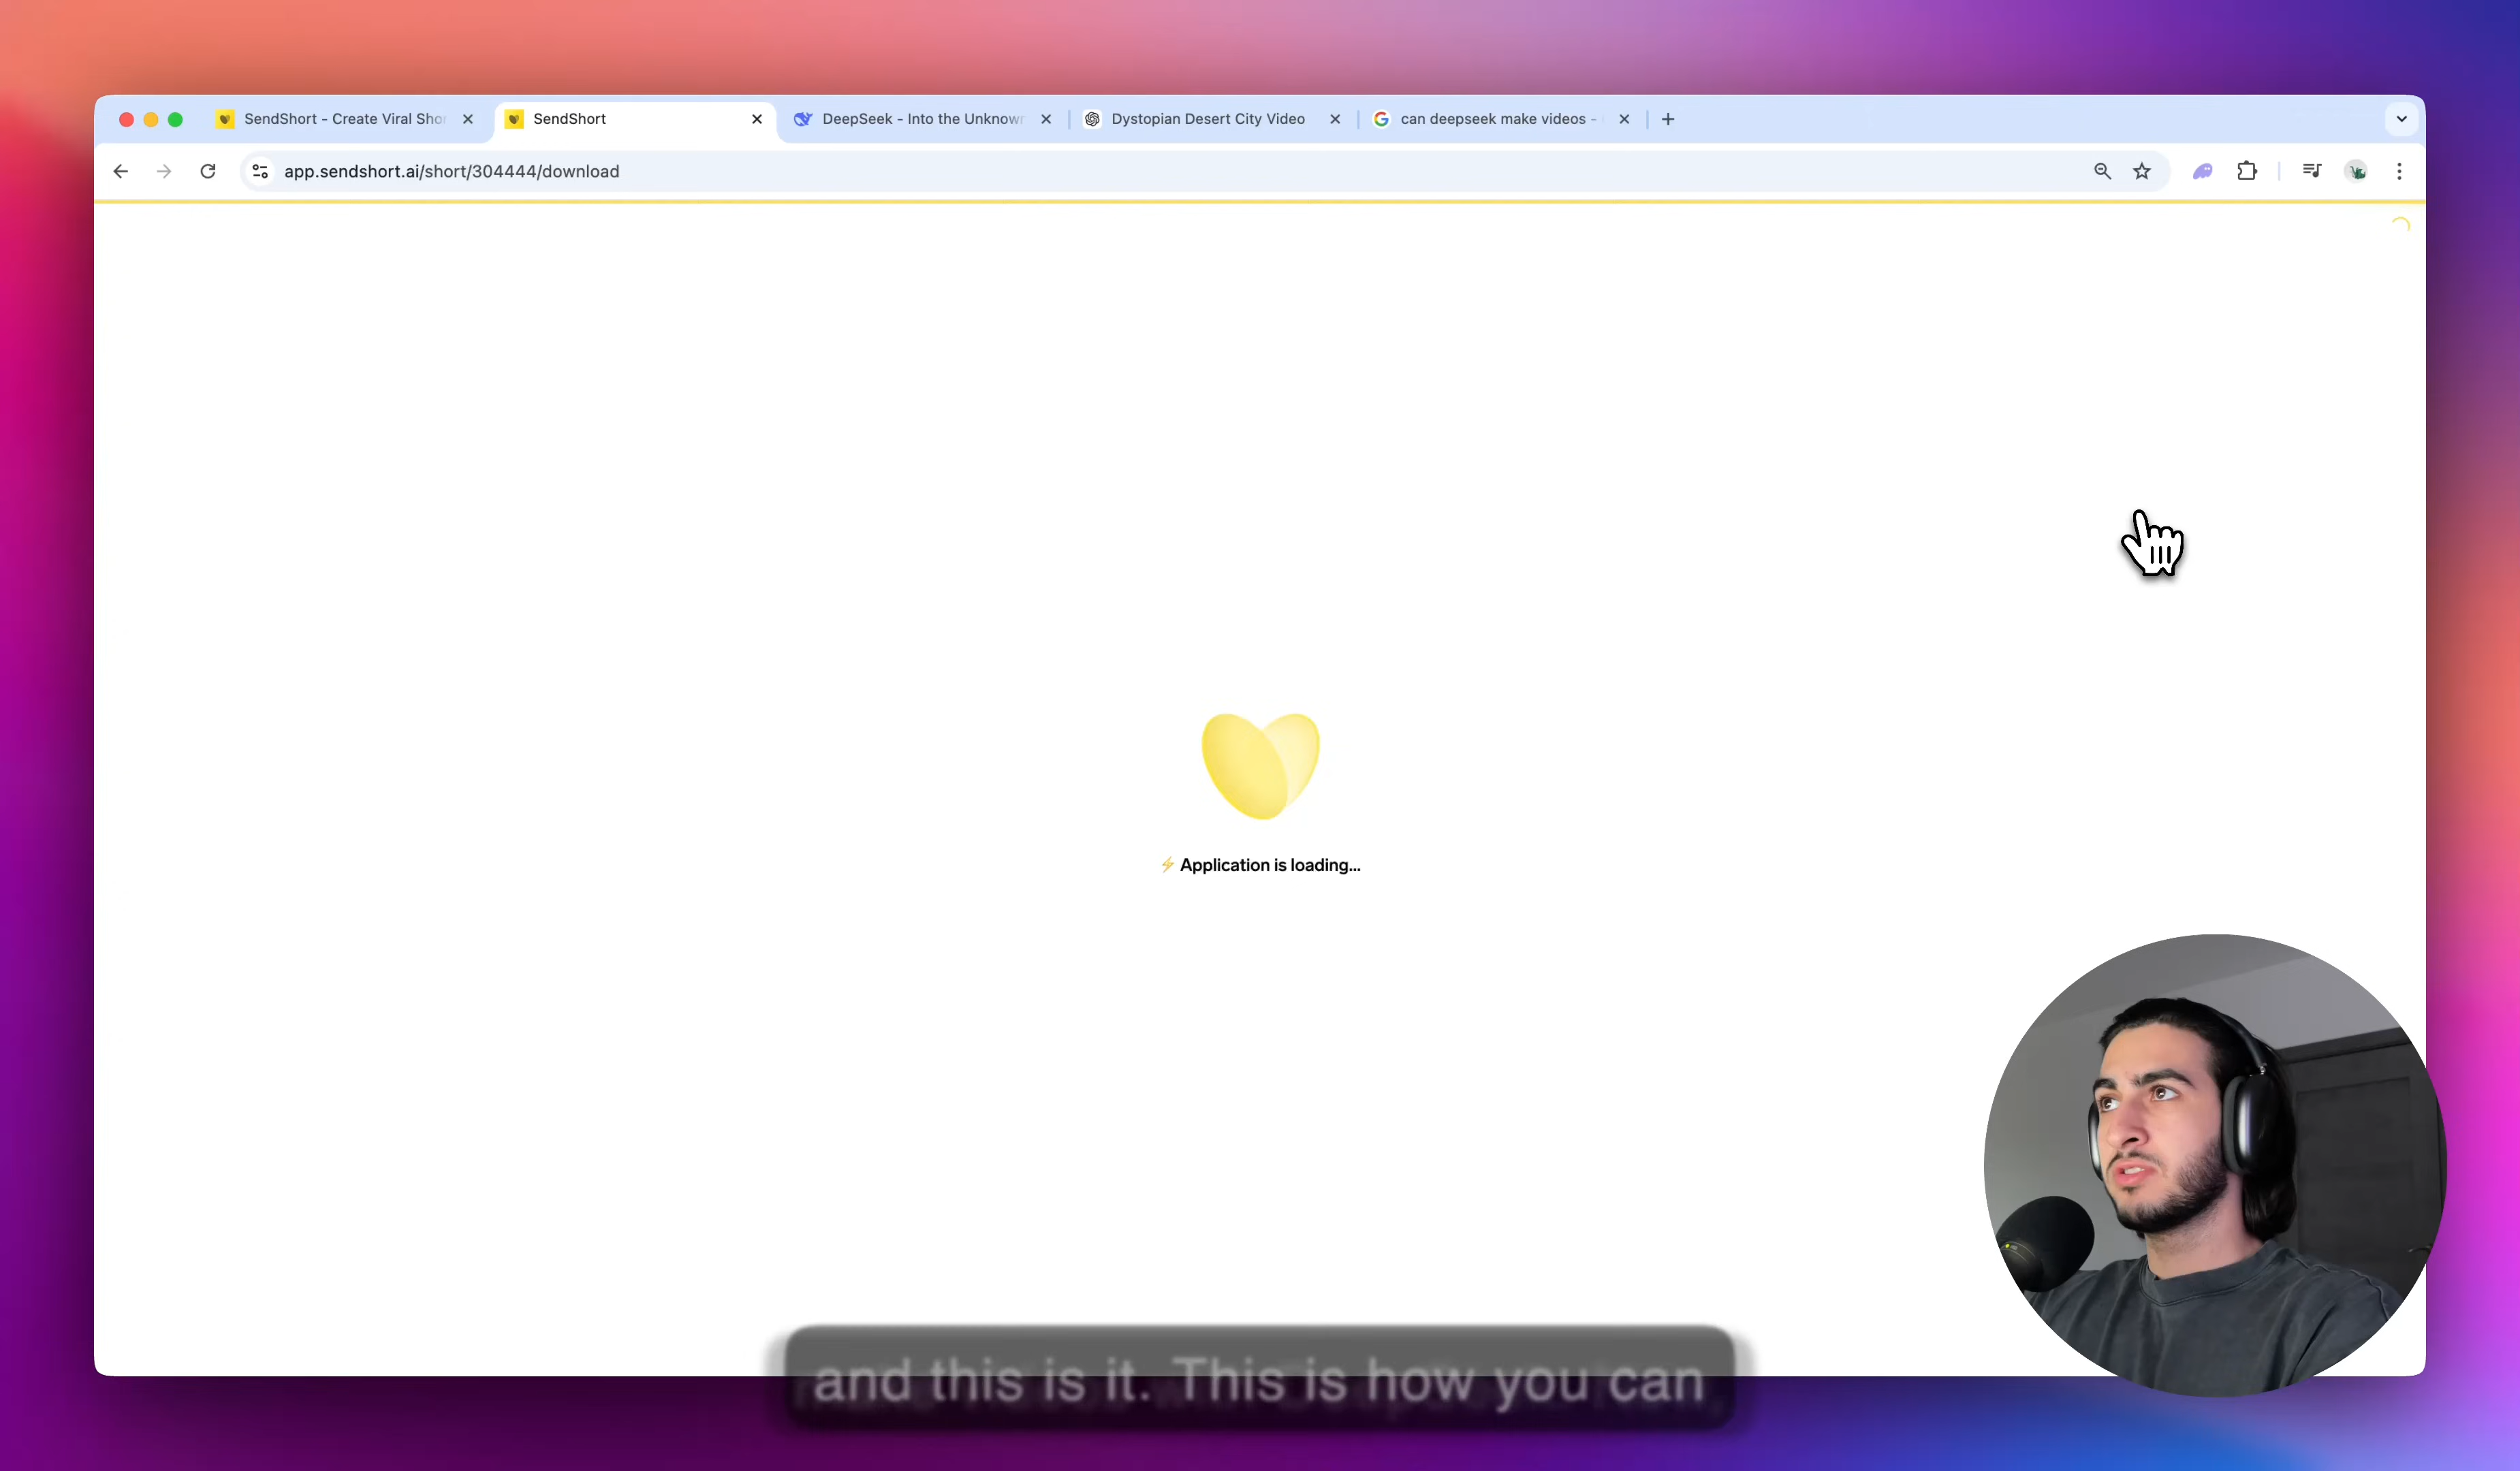 SendShort - Create Viral Shor
SendShort
DeepSeek - Into the Unknown
Dystopian Desert City Video
can deepseek make videos -
app.sendshort.ai/short/304444/download
⚡ Application is loading...
and this is it. This is how you can